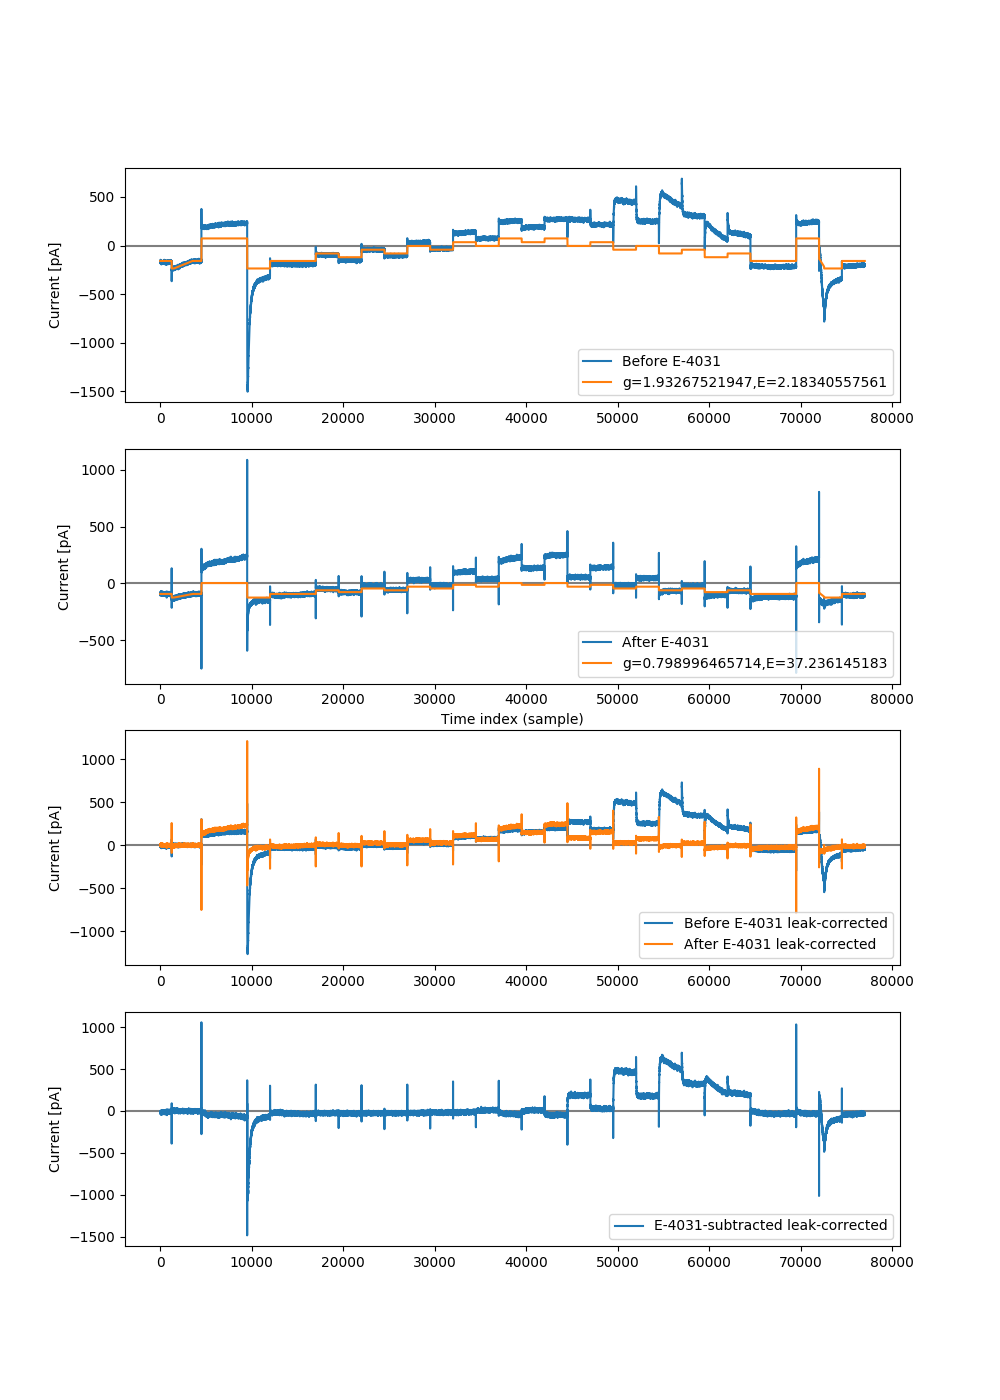 500
0
−500
−1000
−1500
Current [pA]
Before E-4031
g=1.93267521947,E=2.18340557561
0 10000 20000 30000 40000 50000 60000 70000 80000
1000
500
0
−500
Current [pA]
After E-4031
g=0.798996465714,E=37.236145183
0 10000 20000 30000 40000 50000 60000 70000 80000
Time index (sample)
1000
500
0
−500
−1000
Current [pA]
Before E-4031 leak-corrected
After E-4031 leak-corrected
0 10000 20000 30000 40000 50000 60000 70000 80000
1000
500
0
−500
−1000
−1500
Current [pA]
E-4031-subtracted leak-corrected
0 10000 20000 30000 40000 50000 60000 70000 80000